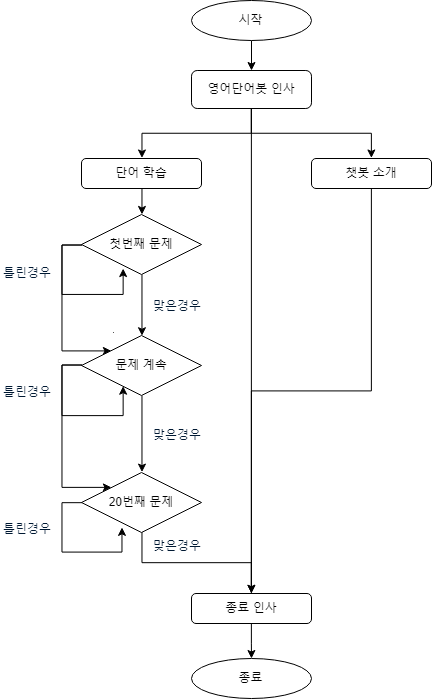 시작
영어단어봇 인사
단어 학습
챗봇 소개
첫번째 문제
틀린경우
맞은경우
문제 계속
틀린경우
맞은경우
20번째 문제
틀린경우
맞은경우
종료 인사
종료